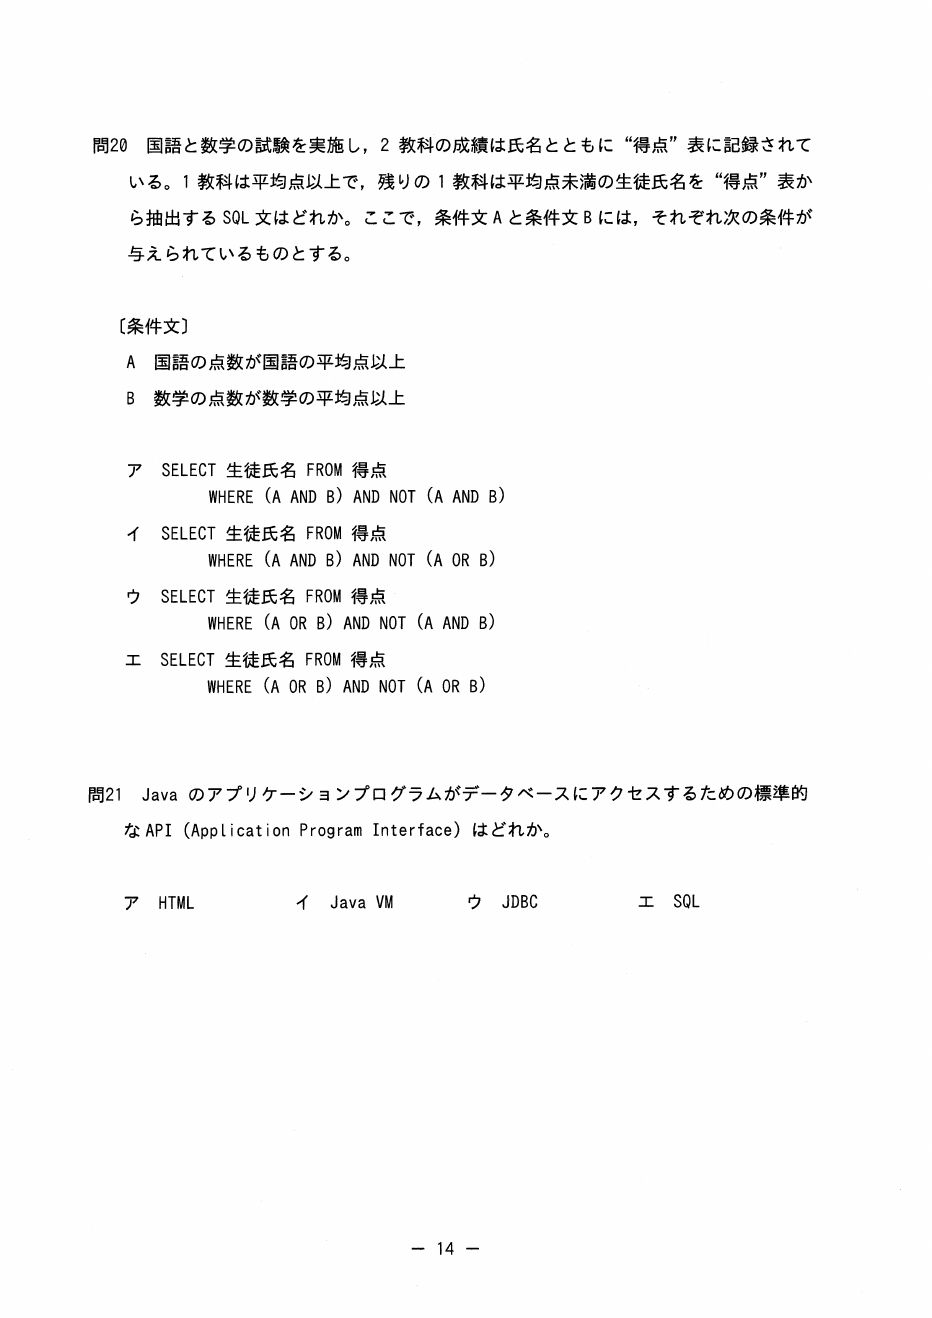 問20 国語と数学の試験を実施し，2 教科の成績は氏名とともに“得点”表に記録されて
いる。1 教科は平均点以上で，残りの 1 教科は平均点未満の生徒氏名を“得点”表か
ら抽出する SQL 文はどれか。ここで，条件文 A と条件文 B には，それぞれ次の条件が
与えられているものとする。
〔条件文〕
A 国語の点数が国語の平均点以上
B 数学の点数が数学の平均点以上
ア SELECT 生徒氏名 FROM 得点
WHERE (A AND B) AND NOT (A AND B)
イ SELECT 生徒氏名 FROM 得点
WHERE (A AND B) AND NOT (A OR B)
ウ SELECT 生徒氏名 FROM 得点
WHERE (A OR B) AND NOT (A AND B)
エ SELECT 生徒氏名 FROM 得点
WHERE (A OR B) AND NOT (A OR B)
問21 Java のアプリケーションプログラムがデータベースにアクセスするための標準的
な API (Application Program Interface) はどれか。
ア HTML イ Java VM ウ JDBC エ SQL
― 14 ―